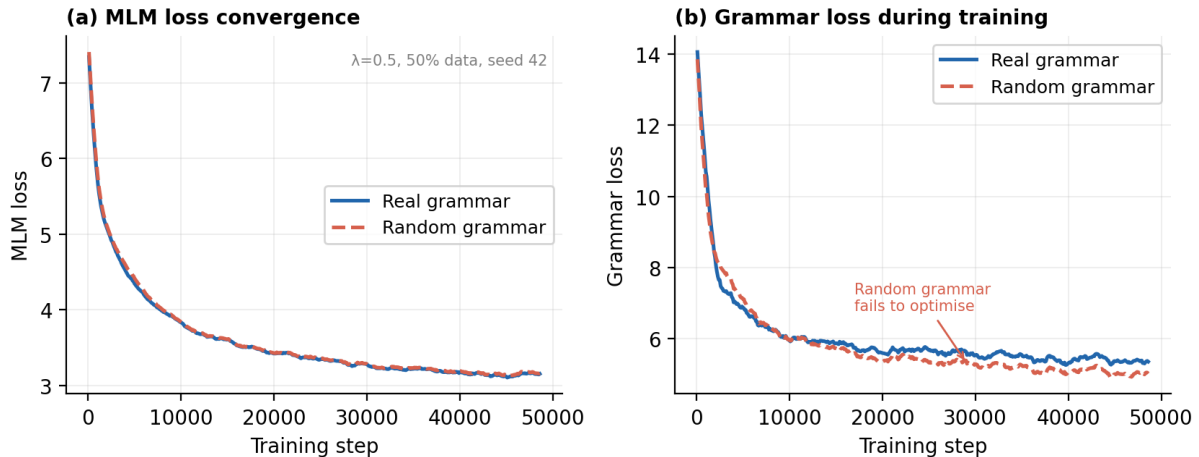 (a) MLM loss convergence
λ=0.5, 50% data, seed 42
MLM loss
7
6
5
4
3
Real grammar
Random grammar
0 10000 20000 30000 40000 50000
Training step
(b) Grammar loss during training
Grammar loss
14
12
10
8
6
Real grammar
Random grammar
Random grammar
fails to optimise
0 10000 20000 30000 40000 50000
Training step